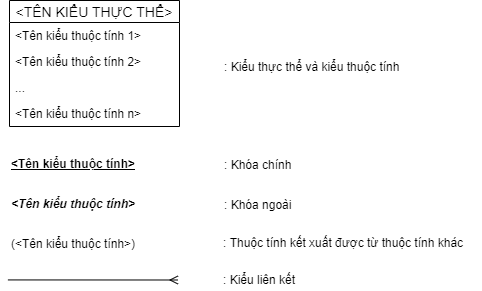 <TÊN KIỂU THỰC THỂ>
<Tên kiểu thuộc tính 1>
<Tên kiểu thuộc tính 2>
...
<Tên kiểu thuộc tính n>
: Kiểu thực thể và kiểu thuộc tính
<Tên kiểu thuộc tính> : Khóa chính
<Tên kiểu thuộc tính> : Khóa ngoài
(<Tên kiểu thuộc tính>) : Thuộc tính kết xuất được từ thuộc tính khác
: Kiểu liên kết